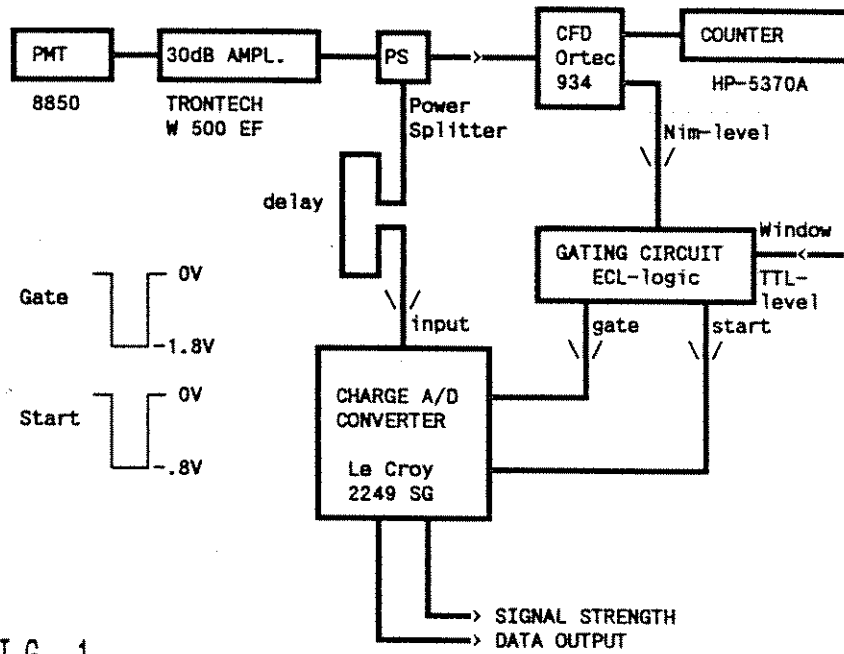 PMT
8850
30dB AMPL.
TRONTECH
W 500 EF
PS
Power
Splitter
CFD
Ortec
934
COUNTER
HP-5370A
Nim-level
delay
GATING CIRCUIT
ECL-logic
Window
TTL-
level
Gate
0V
-1.8V
Start
0V
-.8V
input
gate
start
CHARGE A/D
CONVERTER
Le Croy
2249 SG
SIGNAL STRENGTH
DATA OUTPUT
I G 1